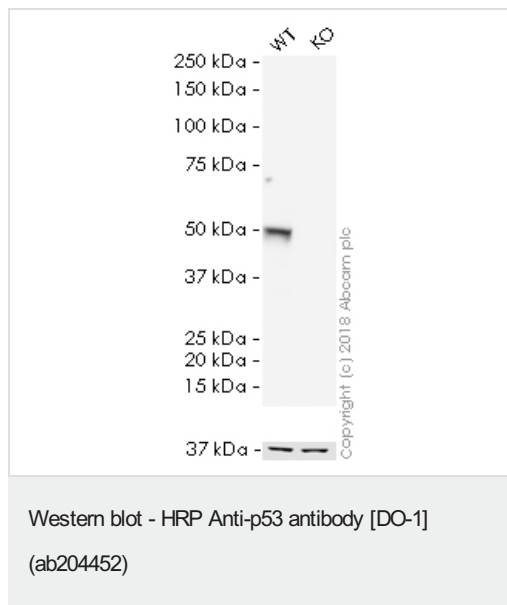 WT KO
250 kDa -
150 kDa -
100 kDa -
75 kDa -
50 kDa -
37 kDa -
25 kDa -
20 kDa -
15 kDa -
37 kDa -
Copyright (c) 2018 Abcam plc
Western blot - HRP Anti-p53 antibody [DO-1]
(ab204452)